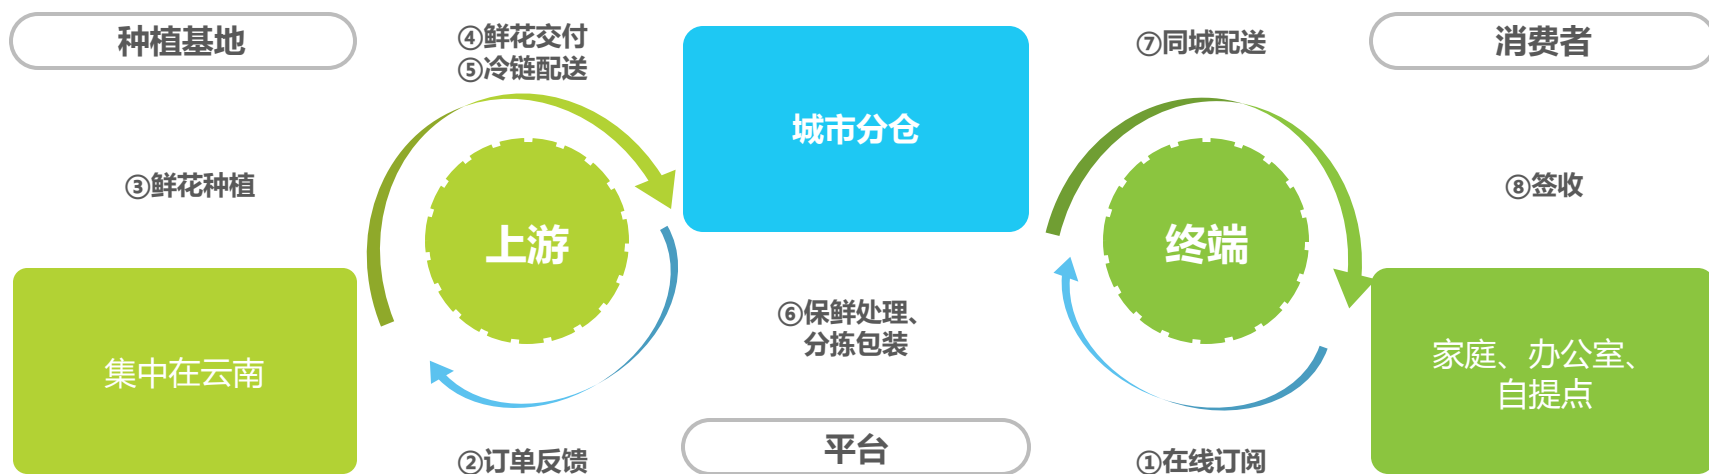 种植基地
④鲜花交付
⑤冷链配送
⑦同城配送
消费者
城市分仓
③鲜花种植
⑧签收
上游
终端
⑥保鲜处理、
分拣包装
集中在云南
家庭、办公室、
自提点
②订单反馈
平台
①在线订阅